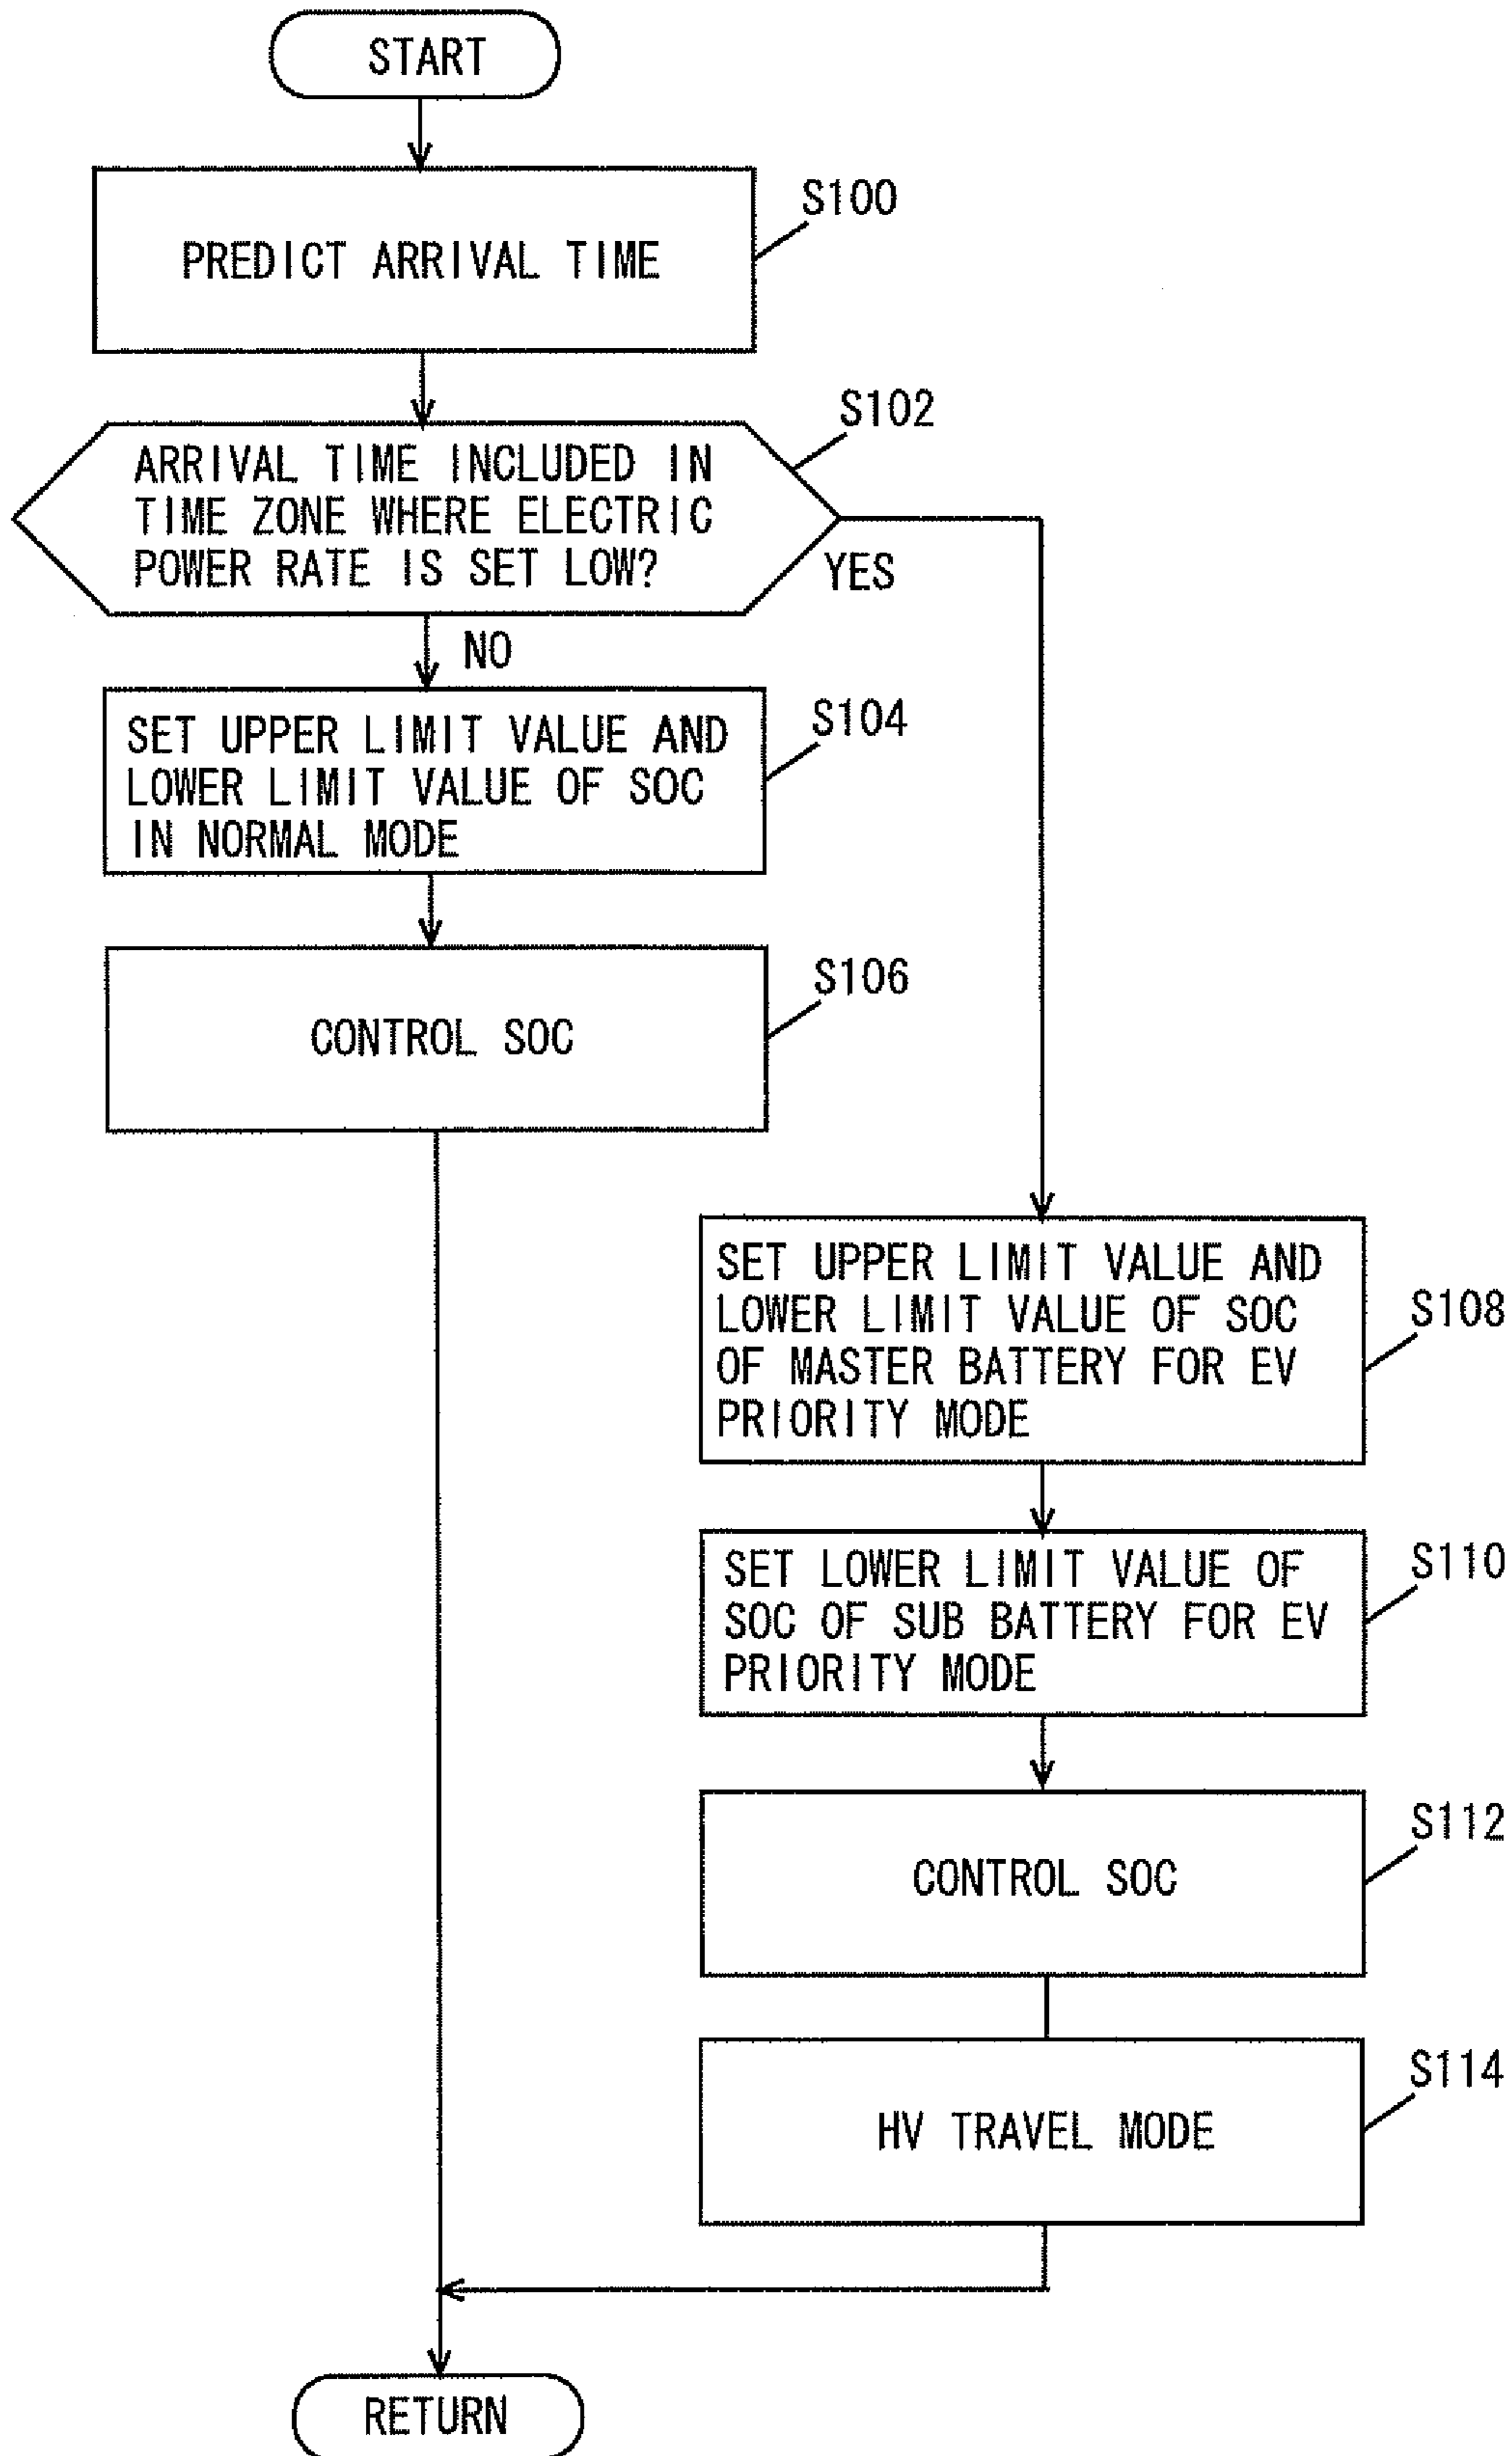 START
S100
PREDICT ARRIVAL TIME
S102
ARRIVAL TIME INCLUDED IN
TIME ZONE WHERE ELECTRIC
POWER RATE IS SET LOW?
YES
NO
S104
SET UPPER LIMIT VALUE AND
LOWER LIMIT VALUE OF SOC
IN NORMAL MODE
S106
CONTROL SOC
SET UPPER LIMIT VALUE AND
LOWER LIMIT VALUE OF SOC
OF MASTER BATTERY FOR EV
PRIORITY MODE
S108
SET LOWER LIMIT VALUE OF
SOC OF SUB BATTERY FOR EV
PRIORITY MODE
S110
CONTROL SOC
S112
HV TRAVEL MODE
S114
RETURN